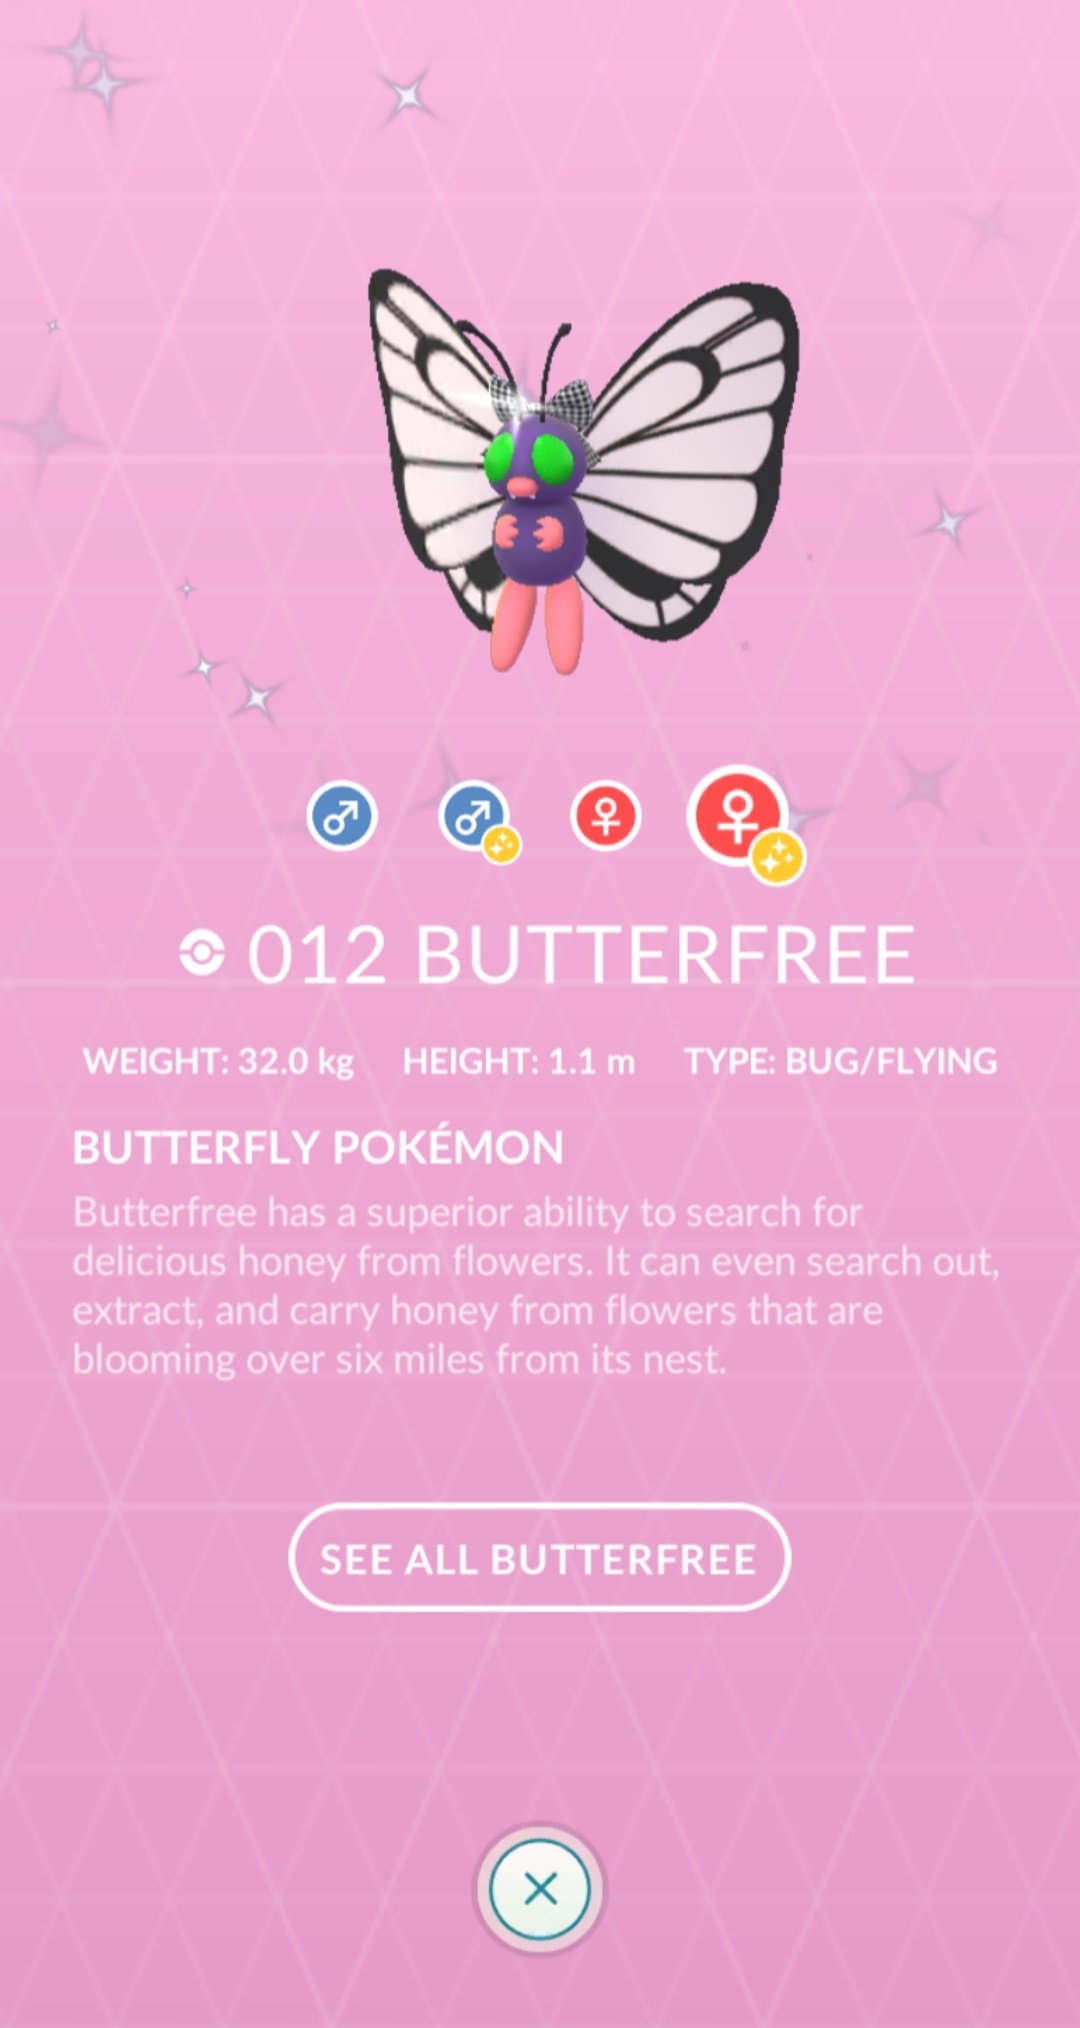 012 BUTTERFREE
WEIGHT: 32.0 kg HEIGHT: 1.1 m TYPE: BUG/FLYING
BUTTERFLY POKÉMON
Butterfree has a superior ability to search for
delicious honey from flowers. It can even search out,
extract, and carry honey from flowers that are
blooming over six miles from its nest.
SEE ALL BUTTERFREE